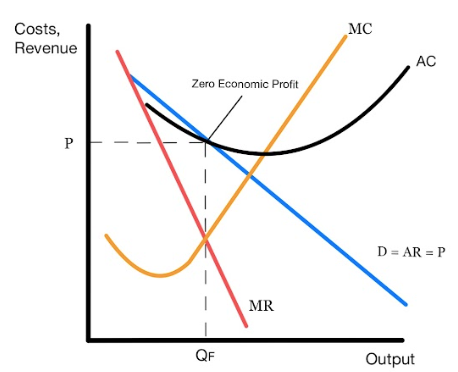 Costs,
Revenue
MC
AC
Zero Economic Profit
P
D = AR = P
MR
QF
Output